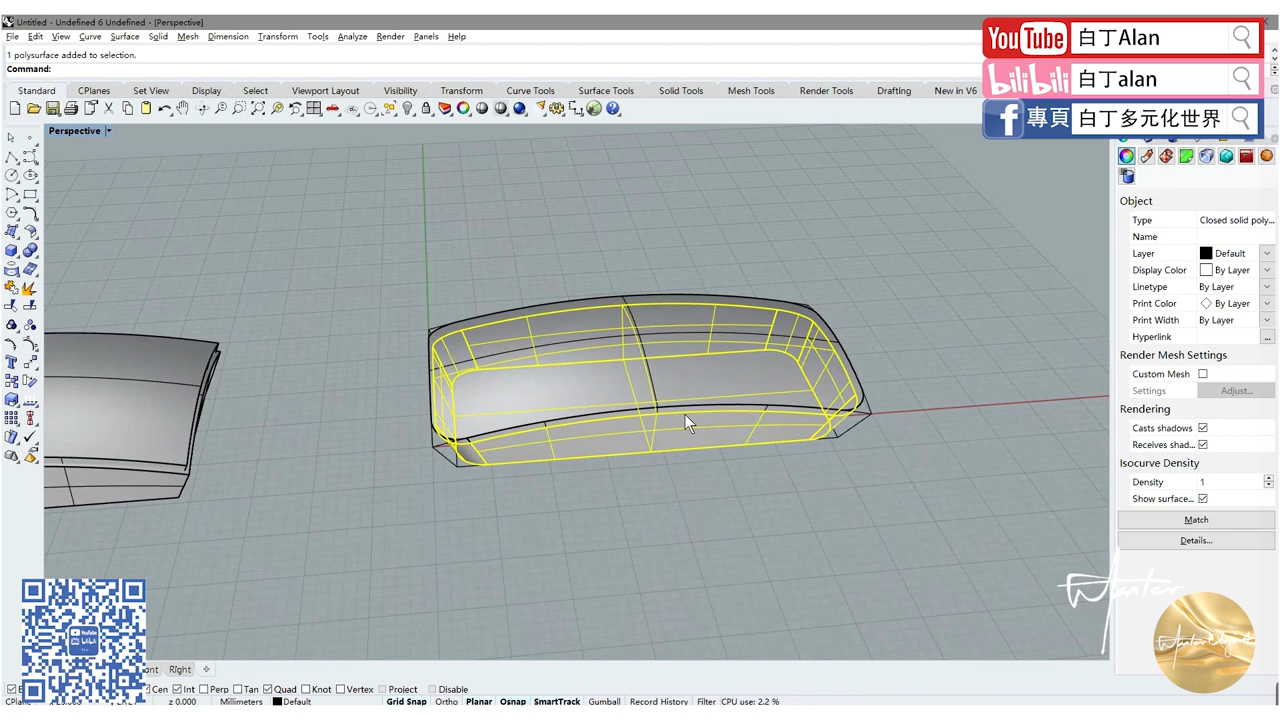 Untitled - Undefined 6 Undefined - [Perspective]
File Edit View Curve Surface Solid Mesh Dimension Transform Tools Analyze Render Panels Help
1 polysurface added to selection.
Command:
Standard CPlanes Set View Display Select Viewport Layout Visibility Transform Curve Tools Surface Tools Solid Tools Mesh Tools Render Tools Drafting New in V6
YouTube 白丁Alan
bilibili 白丁alan
f 專頁 白丁多元化世界
Perspective
Object
Type Closed solid poly...
Name
Layer Default
Display Color By Layer
Linetype By Layer
Print Color By Layer
Print Width By Layer
Hyperlink ...
Render Mesh Settings
Custom Mesh
Settings Adjust...
Rendering
Casts shadows
Receives shad...
Isocurve Density
Density 1
Show surface...
Match
Details...
Right
Cen Int Perp Tan Quad Knot Vertex Project Disable
z 0.000 Millimeters Default Grid Snap Ortho Planar Osnap SmartTrack Gumball Record History Filter CPU use: 2.2 %